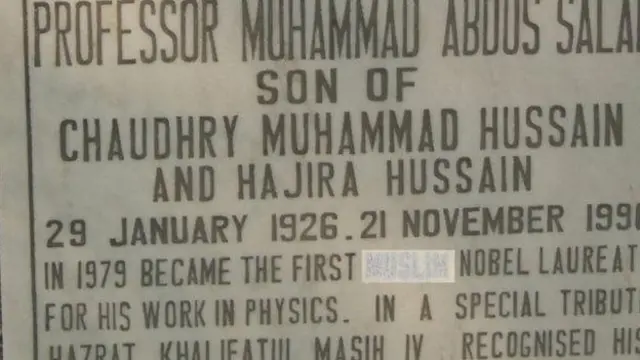 PROFESSOR MUHAMMAD ABDUS SALA
SON OF
CHAUDHRY MUHAMMAD HUSSAIN
AND HAJIRA HUSSAIN
29 JANUARY 1926.21 NOVEMBER 1996
IN 1979 BECAME THE FIRST MUSLIM NOBEL LAUREAT
FOR HIS WORK IN PHYSICS. IN A SPECIAL TRIBUT
HAZRAT KHALIFATUL MASIH IV RECOGNISED HIS